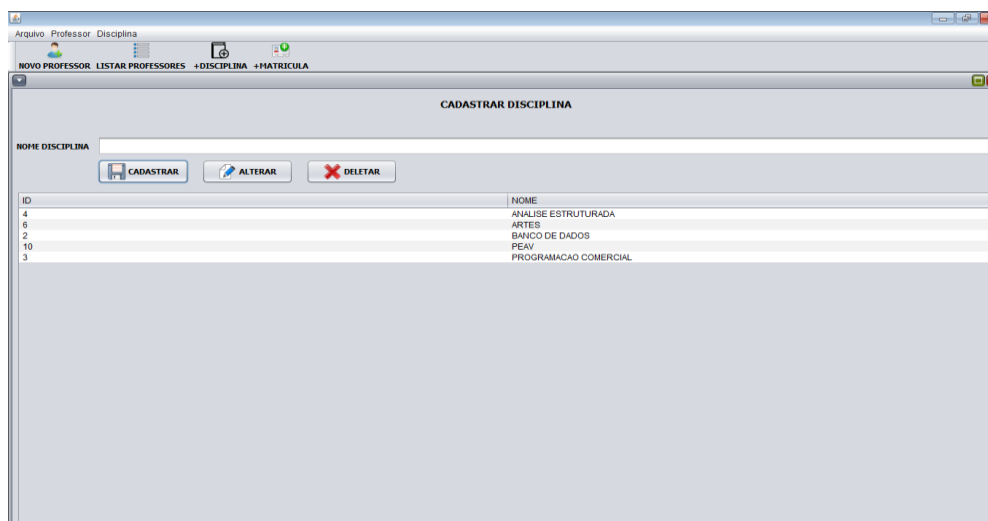 Arquivo Professor Disciplina
NOVO PROFESSOR LISTAR PROFESSORES +DISCIPLINA +MATRICULA
CADASTRAR DISCIPLINA
NOME DISCIPLINA
CADASTRAR ALTERAR DELETAR
ID NOME
4 ANALISE ESTRUTURADA
6 ARTES
2 BANCO DE DADOS
10 PEAV
3 PROGRAMACAO COMERCIAL